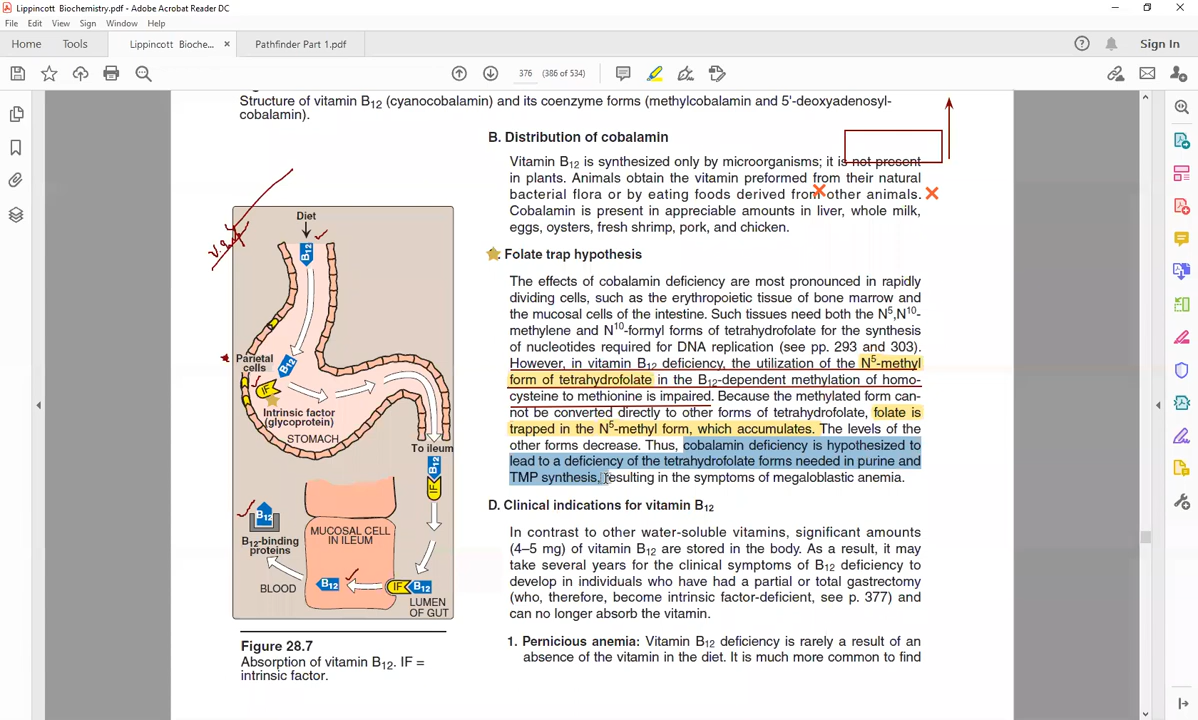 Lippincott Biochemistry.pdf - Adobe Acrobat Reader DC
File Edit View Sign Window Help
Home Tools Lippincott Bioche... × Pathfinder Part 1.pdf Sign In
376 (386 of 534)
Structure of vitamin B12 (cyanocobalamin) and its coenzyme forms (methylcobalamin and 5'-deoxyadenosyl-
cobalamin).
B. Distribution of cobalamin
Vitamin B12 is synthesized only by microorganisms; it is not present
in plants. Animals obtain the vitamin preformed from their natural
bacterial flora or by eating foods derived from other animals.
Cobalamin is present in appreciable amounts in liver, whole milk,
eggs, oysters, fresh shrimp, pork, and chicken.
Folate trap hypothesis
The effects of cobalamin deficiency are most pronounced in rapidly
dividing cells, such as the erythropoietic tissue of bone marrow and
the mucosal cells of the intestine. Such tissues need both the N5,N10-
methylene and N10-formyl forms of tetrahydrofolate for the synthesis
of nucleotides required for DNA replication (see pp. 293 and 303).
However, in vitamin B12 deficiency, the utilization of the N5-methyl
form of tetrahydrofolate in the B12-dependent methylation of homo-
cysteine to methionine is impaired. Because the methylated form can-
not be converted directly to other forms of tetrahydrofolate, folate is
trapped in the N5-methyl form, which accumulates. The levels of the
other forms decrease. Thus, cobalamin deficiency is hypothesized to
lead to a deficiency of the tetrahydrofolate forms needed in purine and
TMP synthesis, resulting in the symptoms of megaloblastic anemia.
D. Clinical indications for vitamin B12
In contrast to other water-soluble vitamins, significant amounts
(4–5 mg) of vitamin B12 are stored in the body. As a result, it may
take several years for the clinical symptoms of B12 deficiency to
develop in individuals who have had a partial or total gastrectomy
(who, therefore, become intrinsic factor-deficient, see p. 377) and
can no longer absorb the vitamin.
1. Pernicious anemia: Vitamin B12 deficiency is rarely a result of an
absence of the vitamin in the diet. It is much more common to find
Diet
B12
Parietal
cells
B12
IF
Intrinsic factor
(glycoprotein)
STOMACH
To ileum
B12
IF
MUCOSAL CELL
IN ILEUM
B12
B12-binding
proteins
BLOOD
B12
IF B12
LUMEN
OF GUT
Figure 28.7
Absorption of vitamin B12. IF =
intrinsic factor.